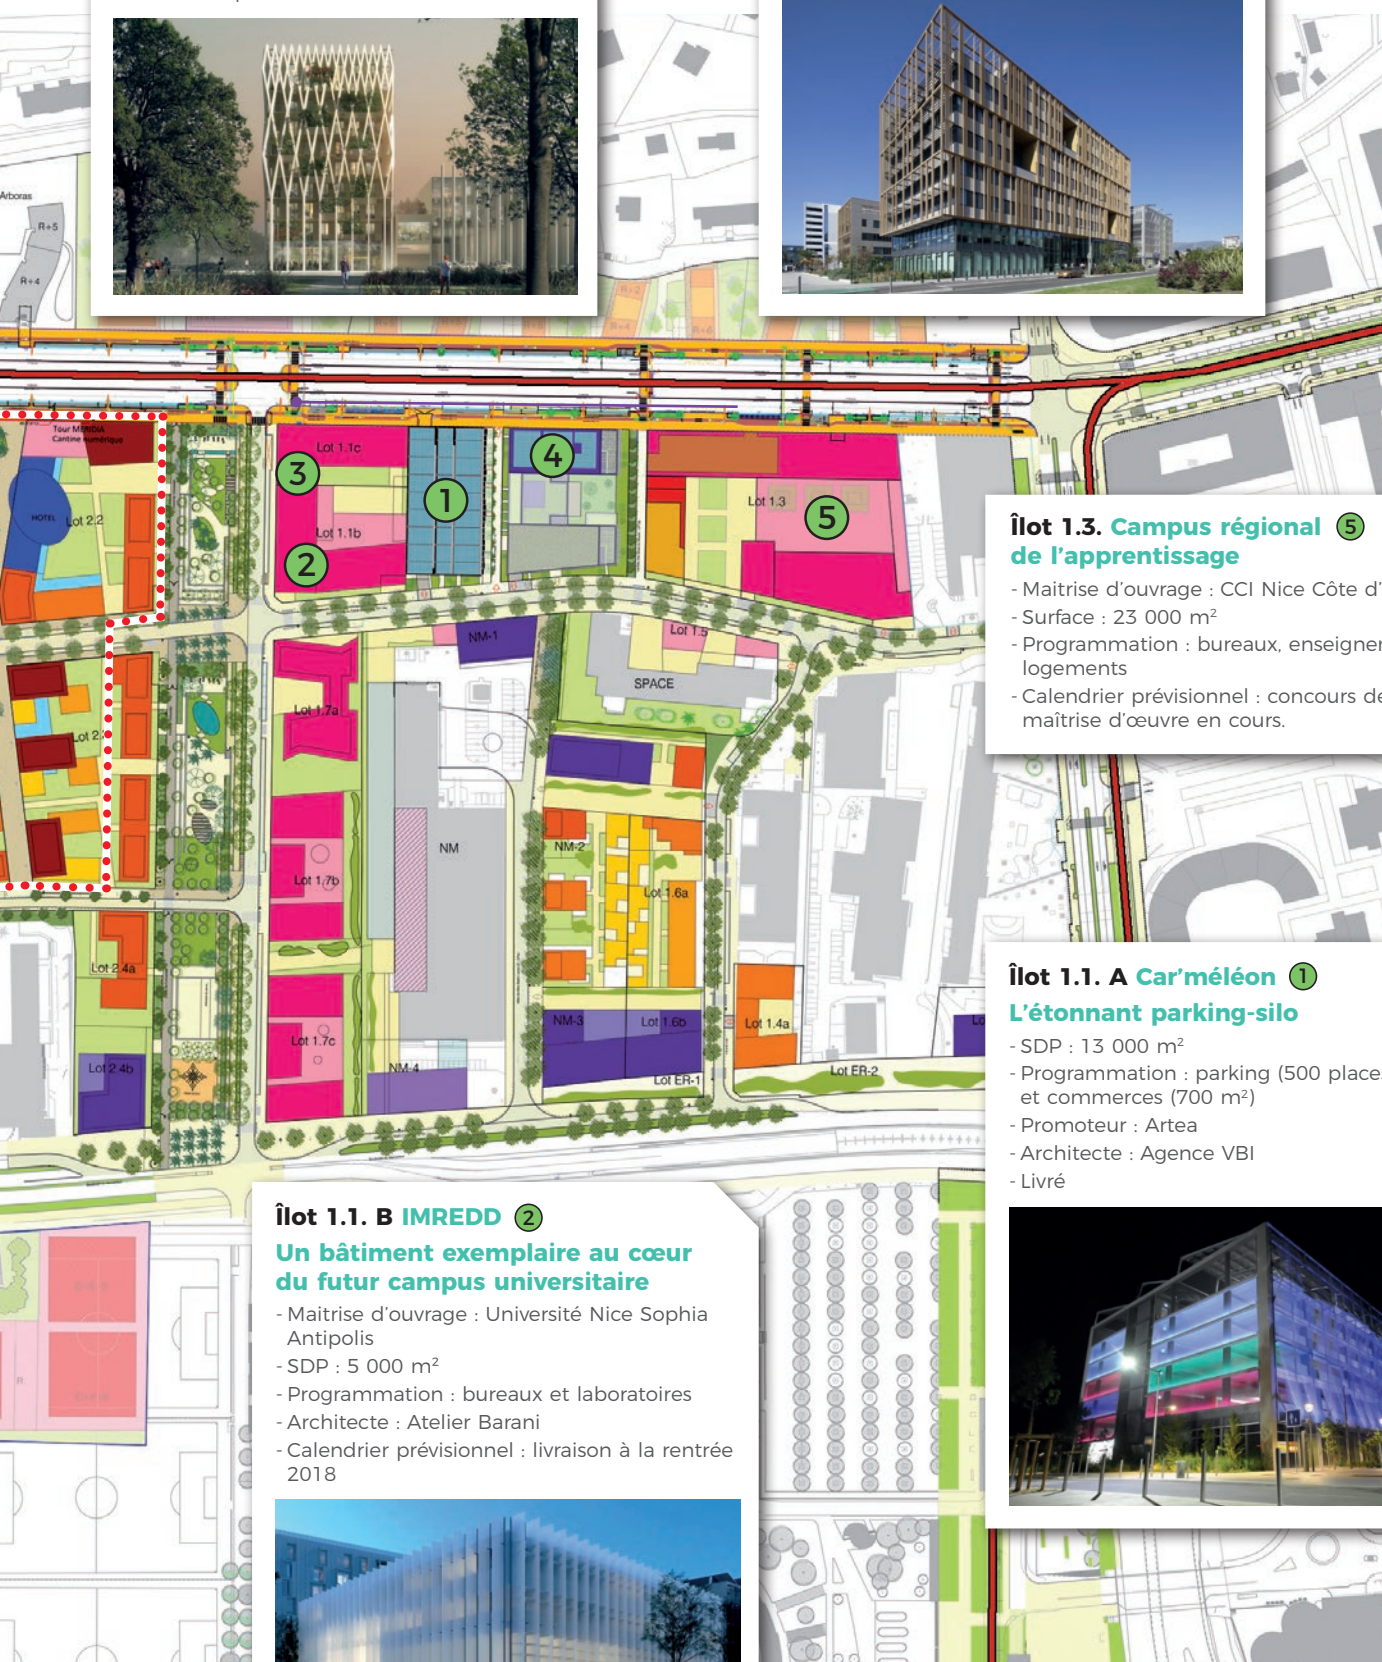 Arboras
R+5
R+4
R+2
R+4
R+6
Tour MERIDIA
Cantine numérique
HOTEL
Lot 2.2
Lot 1.1c
3
Lot 1.1b
2
1
4
Lot 1.3
5
NM-1
Lot 1.5
SPACE
Lot 1.7a
NM
NM-2
Lot 1.7b
Lot 1.6a
Lot 2.4a
Lot 1.7c
NM-3
Lot 1.6b
Lot 1.4a
Lot 2.4b
NM-4
Lot ER-1
Lot ER-2
Îlot 1.3. Campus régional 5
de l'apprentissage
- Maitrise d'ouvrage : CCI Nice Côte d'
- Surface : 23 000 m²
- Programmation : bureaux, enseigner
logements
- Calendrier prévisionnel : concours de
maîtrise d'œuvre en cours.
Îlot 1.1. A Car'méléon 1
L'étonnant parking-silo
- SDP : 13 000 m²
- Programmation : parking (500 place
et commerces (700 m²)
- Promoteur : Artea
- Architecte : Agence VBI
- Livré
Îlot 1.1. B IMREDD 2
Un bâtiment exemplaire au cœur
du futur campus universitaire
- Maitrise d'ouvrage : Université Nice Sophia
Antipolis
- SDP : 5 000 m²
- Programmation : bureaux et laboratoires
- Architecte : Atelier Barani
- Calendrier prévisionnel : livraison à la rentrée
2018